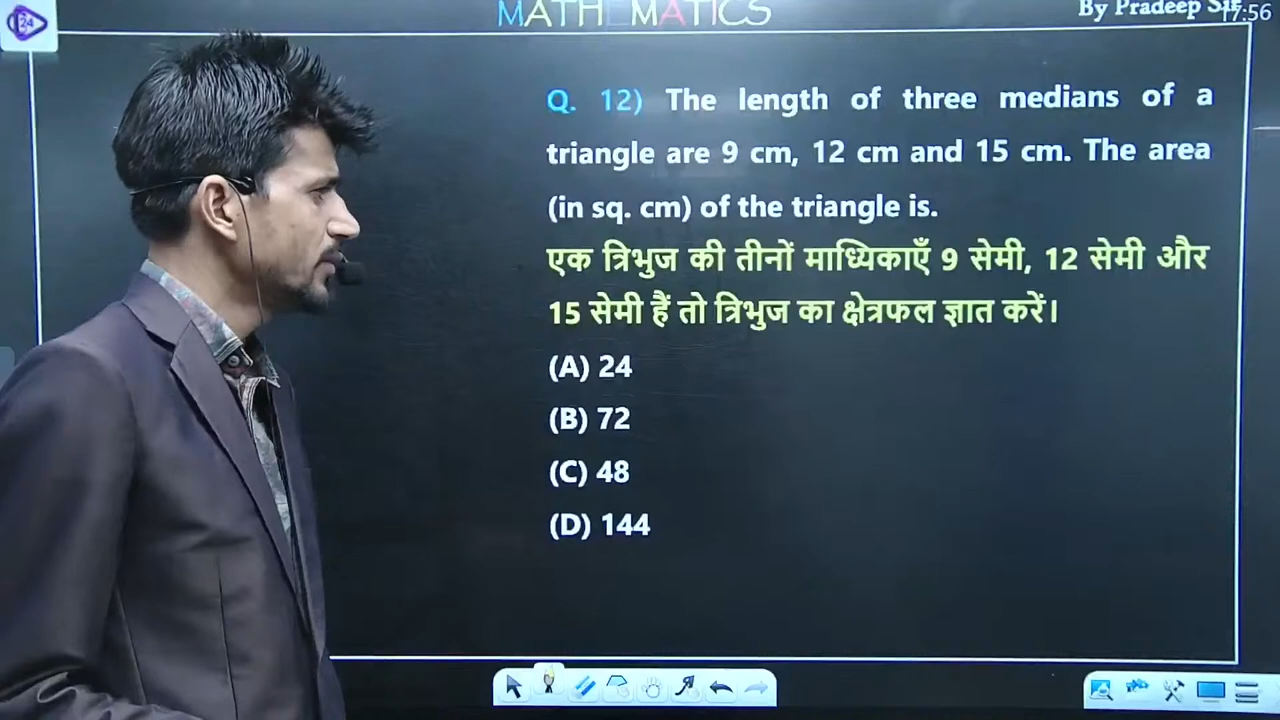 24
MATHEMATICS
By Pradeep Sir
17:56
Q. 12) The length of three medians of a
triangle are 9 cm, 12 cm and 15 cm. The area
(in sq. cm) of the triangle is.
एक त्रिभुज की तीनों माध्यिकाएँ 9 सेमी, 12 सेमी और
15 सेमी हैं तो त्रिभुज का क्षेत्रफल ज्ञात करें।
(A) 24
(B) 72
(C) 48
(D) 144